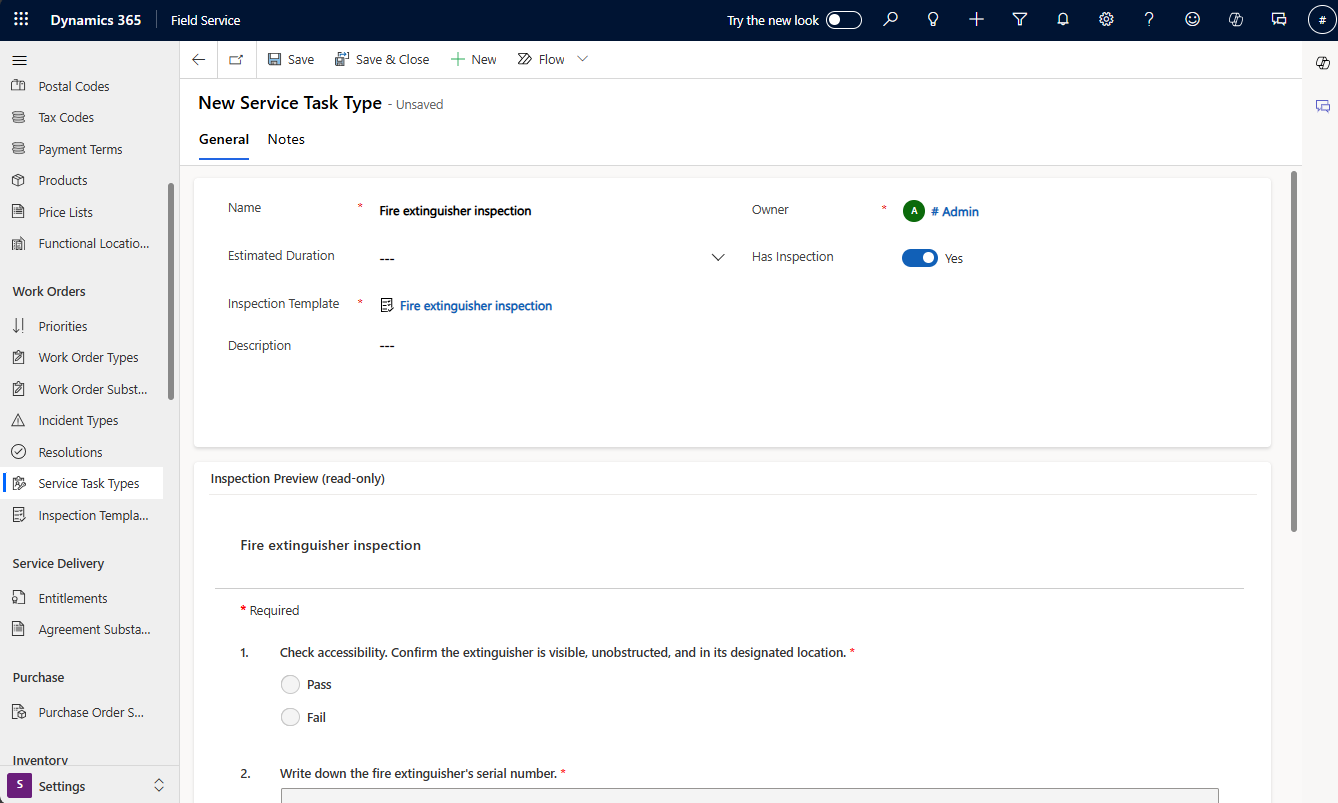 Dynamics 365 Field Service Try the new look #
Save Save & Close New Flow
New Service Task Type - Unsaved
General Notes
Postal Codes
Tax Codes
Payment Terms
Products
Price Lists
Functional Locatio...
Work Orders
Priorities
Work Order Types
Work Order Subst...
Incident Types
Resolutions
Service Task Types
Inspection Templa...
Service Delivery
Entitlements
Agreement Substa...
Purchase
Purchase Order S...
Inventory
S Settings
Name * Fire extinguisher inspection
Owner * A # Admin
Estimated Duration ---
Has Inspection Yes
Inspection Template * Fire extinguisher inspection
Description ---
Inspection Preview (read-only)
Fire extinguisher inspection
* Required
1. Check accessibility. Confirm the extinguisher is visible, unobstructed, and in its designated location. *
Pass
Fail
2. Write down the fire extinguisher's serial number. *